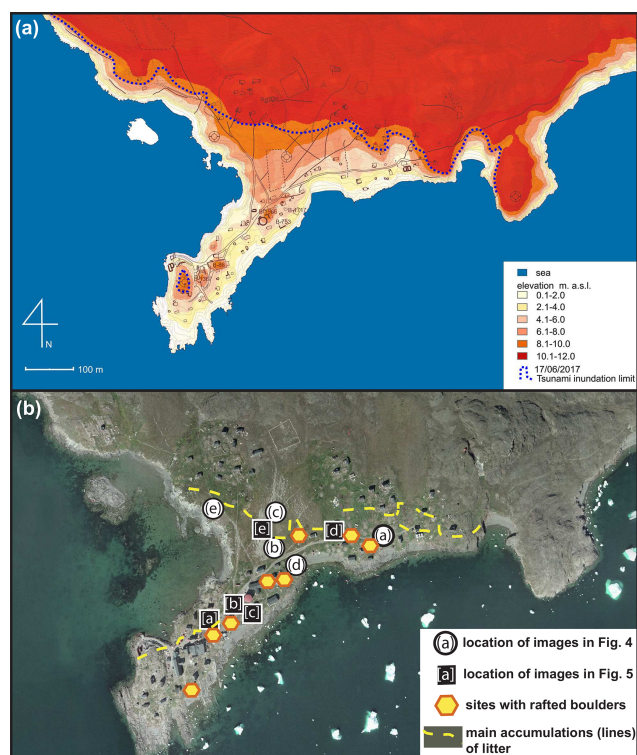 (a)
N
100 m
sea
elevation m. a.s.l.
0.1-2.0
2.1-4.0
4.1-6.0
6.1-8.0
8.1-10.0
10.1-12.0
17/06/2017
Tsunami inundation limit
(b)
e
c
e
d
a
b
d
b
a
c
a location of images in Fig. 4
a location of images in Fig. 5
sites with rafted boulders
main accumulations (lines)
of litter